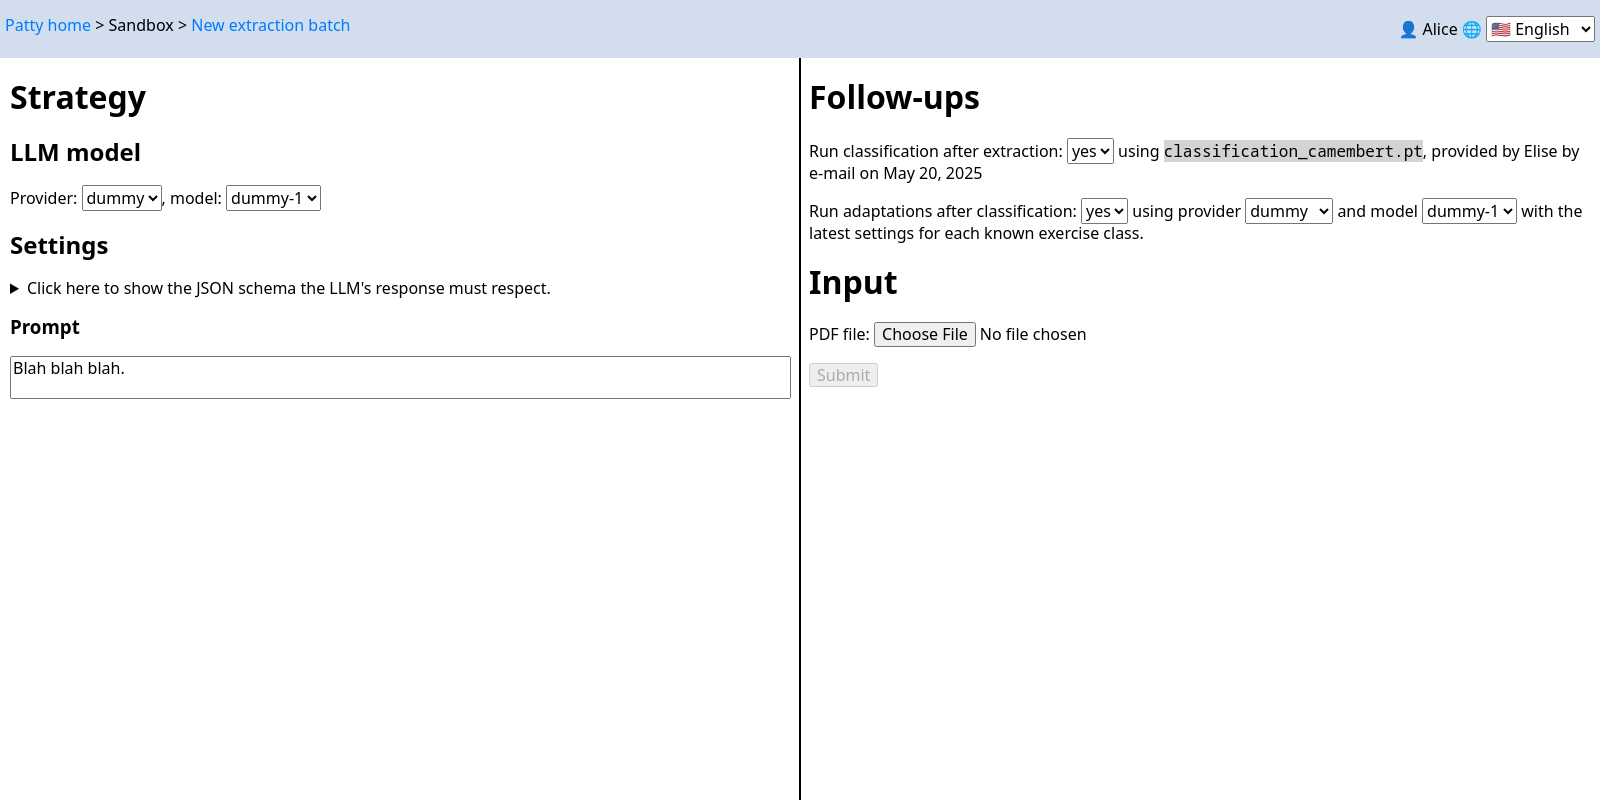 Patty home > Sandbox > New extraction batch
👤 Alice 🌐 🇺🇸 English
Strategy
LLM model
Provider: dummy, model: dummy-1
Settings
Click here to show the JSON schema the LLM's response must respect.
Prompt
Blah blah blah.
Follow-ups
Run classification after extraction: yes using classification_camembert.pt, provided by Elise by
e-mail on May 20, 2025
Run adaptations after classification: yes using provider dummy and model dummy-1 with the
latest settings for each known exercise class.
Input
PDF file: Choose File No file chosen
Submit